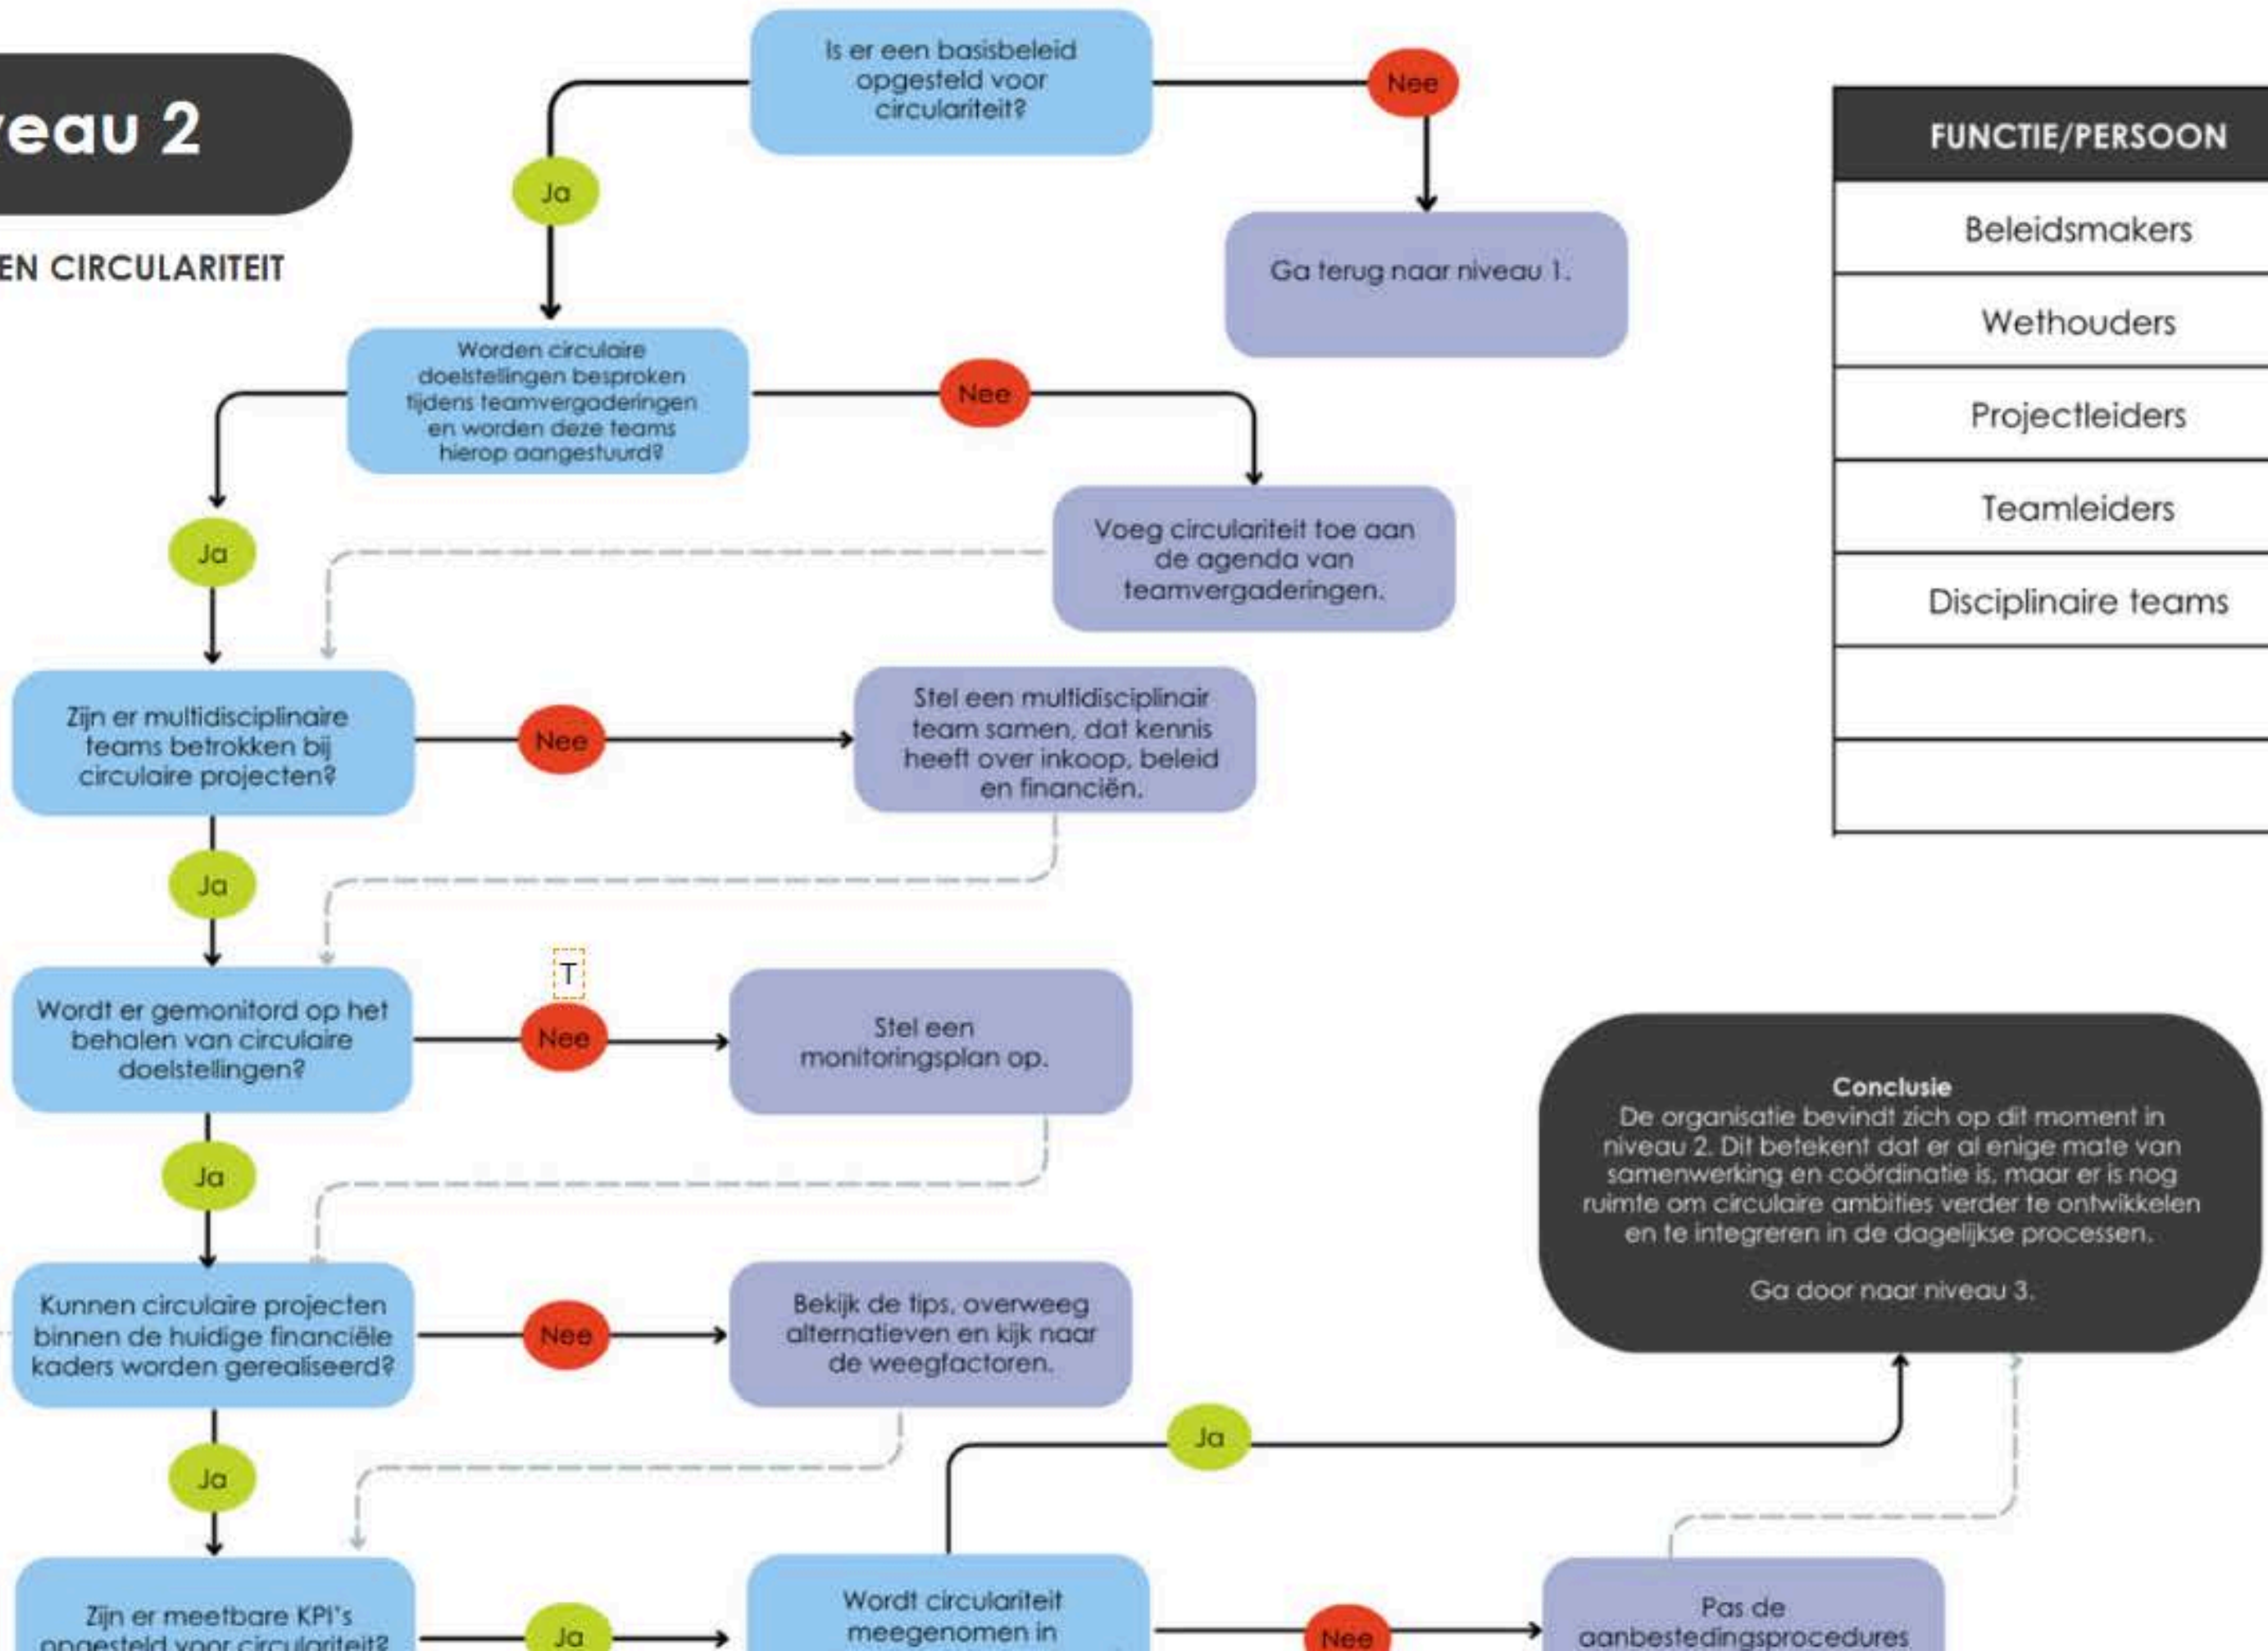 veau 2
EN CIRCULARITEIT
Is er een basisbeleid
opgesteld voor
circulariteit?
Nee
Ja
Ga terug naar niveau 1.
FUNCTIE/PERSOON
Beleidsmakers
Wethouders
Projectleiders
Teamleiders
Disciplinaire teams
Worden circulaire
doelstellingen besproken
tijdens teamvergaderingen
en worden deze teams
hierop aangestuurd?
Nee
Ja
Voeg circulariteit toe aan
de agenda van
teamvergaderingen.
Zijn er multidisciplinaire
teams betrokken bij
circulaire projecten?
Nee
Stel een multidisciplinair
team samen, dat kennis
heeft over inkoop, beleid
en financiën.
Ja
T
Wordt er gemonitord op het
behalen van circulaire
doelstellingen?
Nee
Stel een
monitoringsplan op.
Ja
Conclusie
De organisatie bevindt zich op dit moment in
niveau 2. Dit betekent dat er al enige mate van
samenwerking en coördinatie is, maar er is nog
ruimte om circulaire ambities verder te ontwikkelen
en te integreren in de dagelijkse processen.
Ga door naar niveau 3.
Kunnen circulaire projecten
binnen de huidige financiële
kaders worden gerealiseerd?
Nee
Bekijk de tips, overweeg
alternatieven en kijk naar
de weegfactoren.
Ja
Ja
Zijn er meetbare KPI's
opgesteld voor circulariteit?
Ja
Wordt circulariteit
meegenomen in
Nee
Pas de
aanbestedingsprocedures